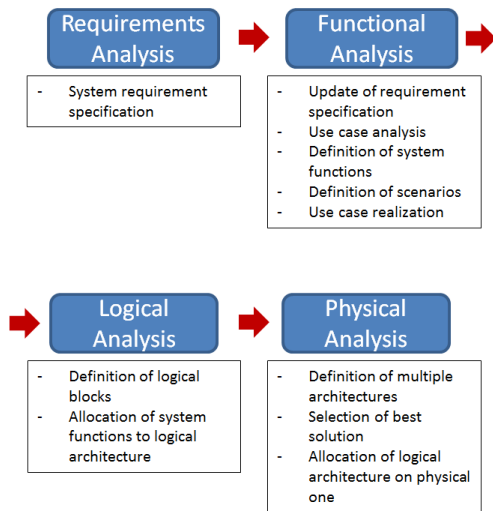 Requirements
Analysis
- System requirement
specification
Functional
Analysis
- Update of requirement
specification
- Use case analysis
- Definition of system
functions
- Definition of scenarios
- Use case realization
Logical
Analysis
- Definition of logical
blocks
- Allocation of system
functions to logical
architecture
Physical
Analysis
- Definition of multiple
architectures
- Selection of best
solution
- Allocation of logical
architecture on physical
one